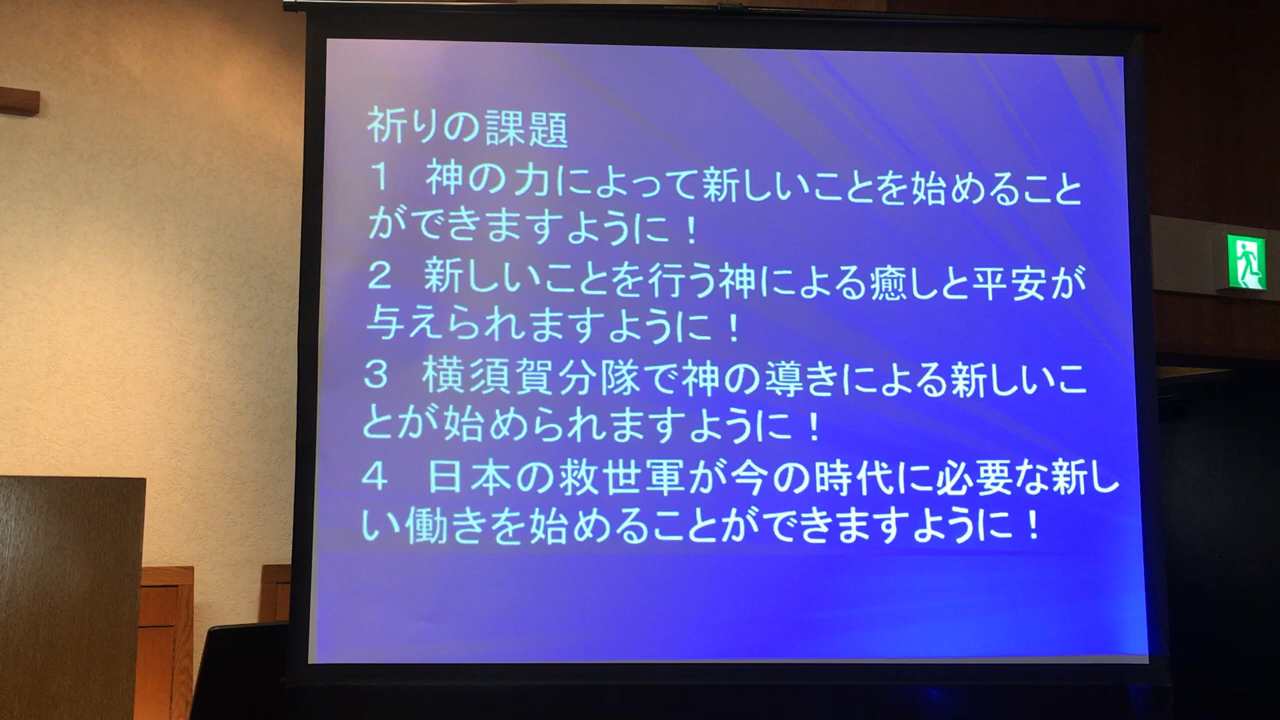 祈りの課題
１　神の力によって新しいことを始めること
ができますように！
２　新しいことを行う神による癒しと平安が
与えられますように！
３　横須賀分隊で神の導きによる新しいこ
とが始められますように！
４　日本の救世軍が今の時代に必要な新し
い働きを始めることができますように！